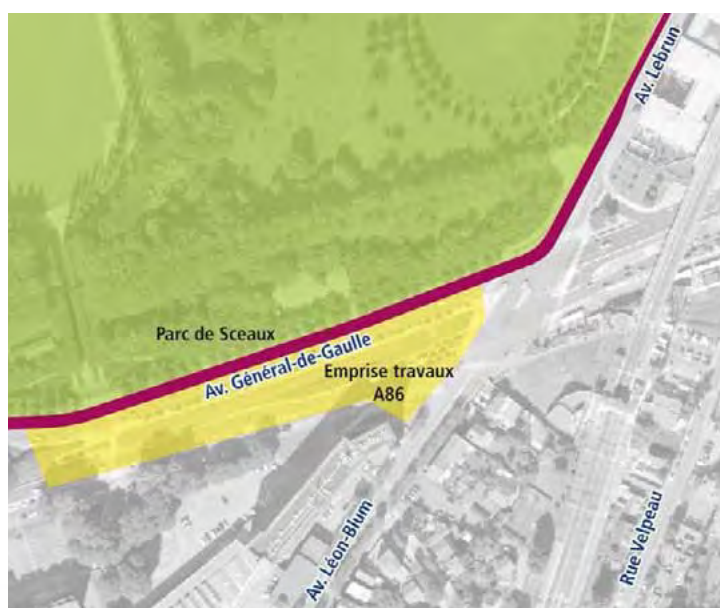 Av. Lebrun
Parc de Sceaux
Av. Général-de-Gaulle
Emprise travaux
A86
Av. Léon-Blum
Rue Velpeau